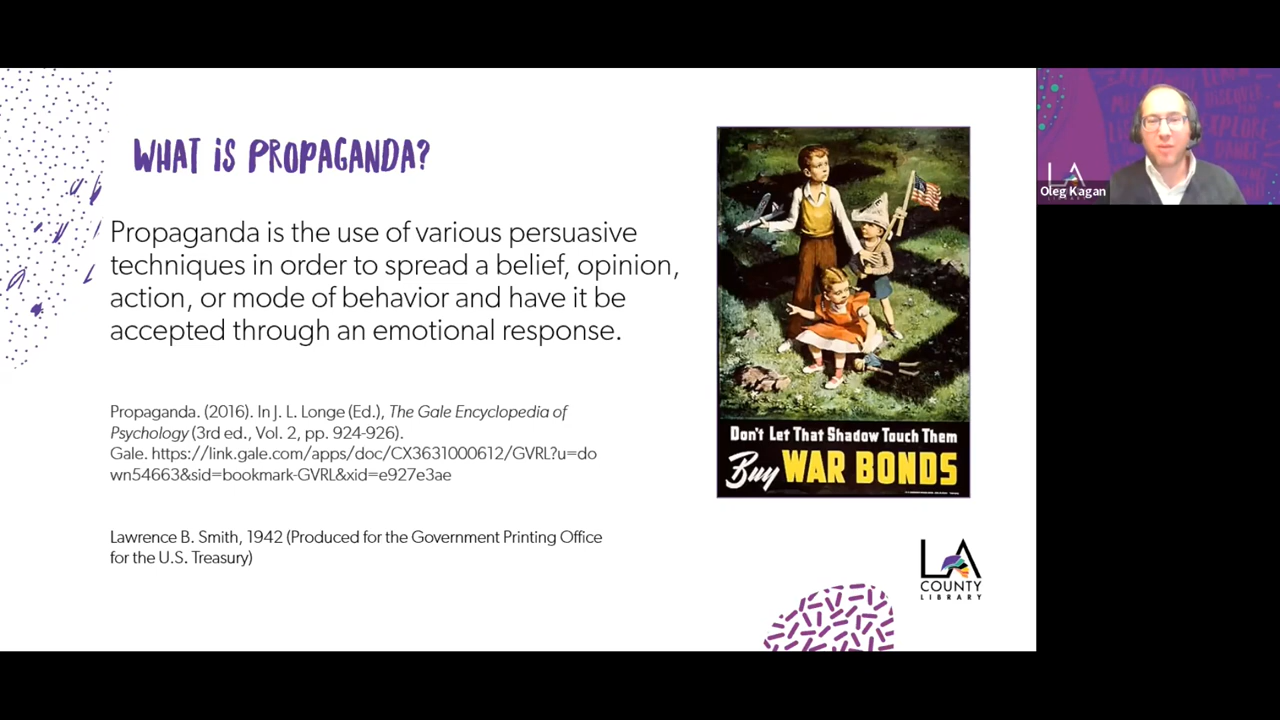 WHAT IS PROPAGANDA?
Propaganda is the use of various persuasive
techniques in order to spread a belief, opinion,
action, or mode of behavior and have it be
accepted through an emotional response.
Propaganda. (2016). In J. L. Longe (Ed.), The Gale Encyclopedia of
Psychology (3rd ed., Vol. 2, pp. 924-926).
Gale. https://link.gale.com/apps/doc/CX3631000612/GVRL?u=do
wn54663&sid=bookmark-GVRL&xid=e927e3ae
Lawrence B. Smith, 1942 (Produced for the Government Printing Office
for the U.S. Treasury)
Don't Let That Shadow Touch Them
Buy WAR BONDS
LA
COUNTY
LIBRARY
LA
Oleg Kagan